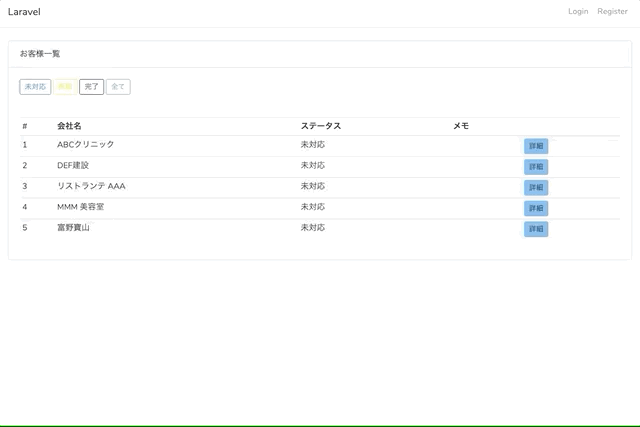 Laravel Login Register
お客様一覧
未対応 完了 全て
# 会社名 ステータス メモ
1 ABCクリニック 未対応 詳細
2 DEF建設 未対応 詳細
3 リストランテ AAA 未対応 詳細
4 MMM 美容室 未対応 詳細
5 富野寶山 未対応 詳細